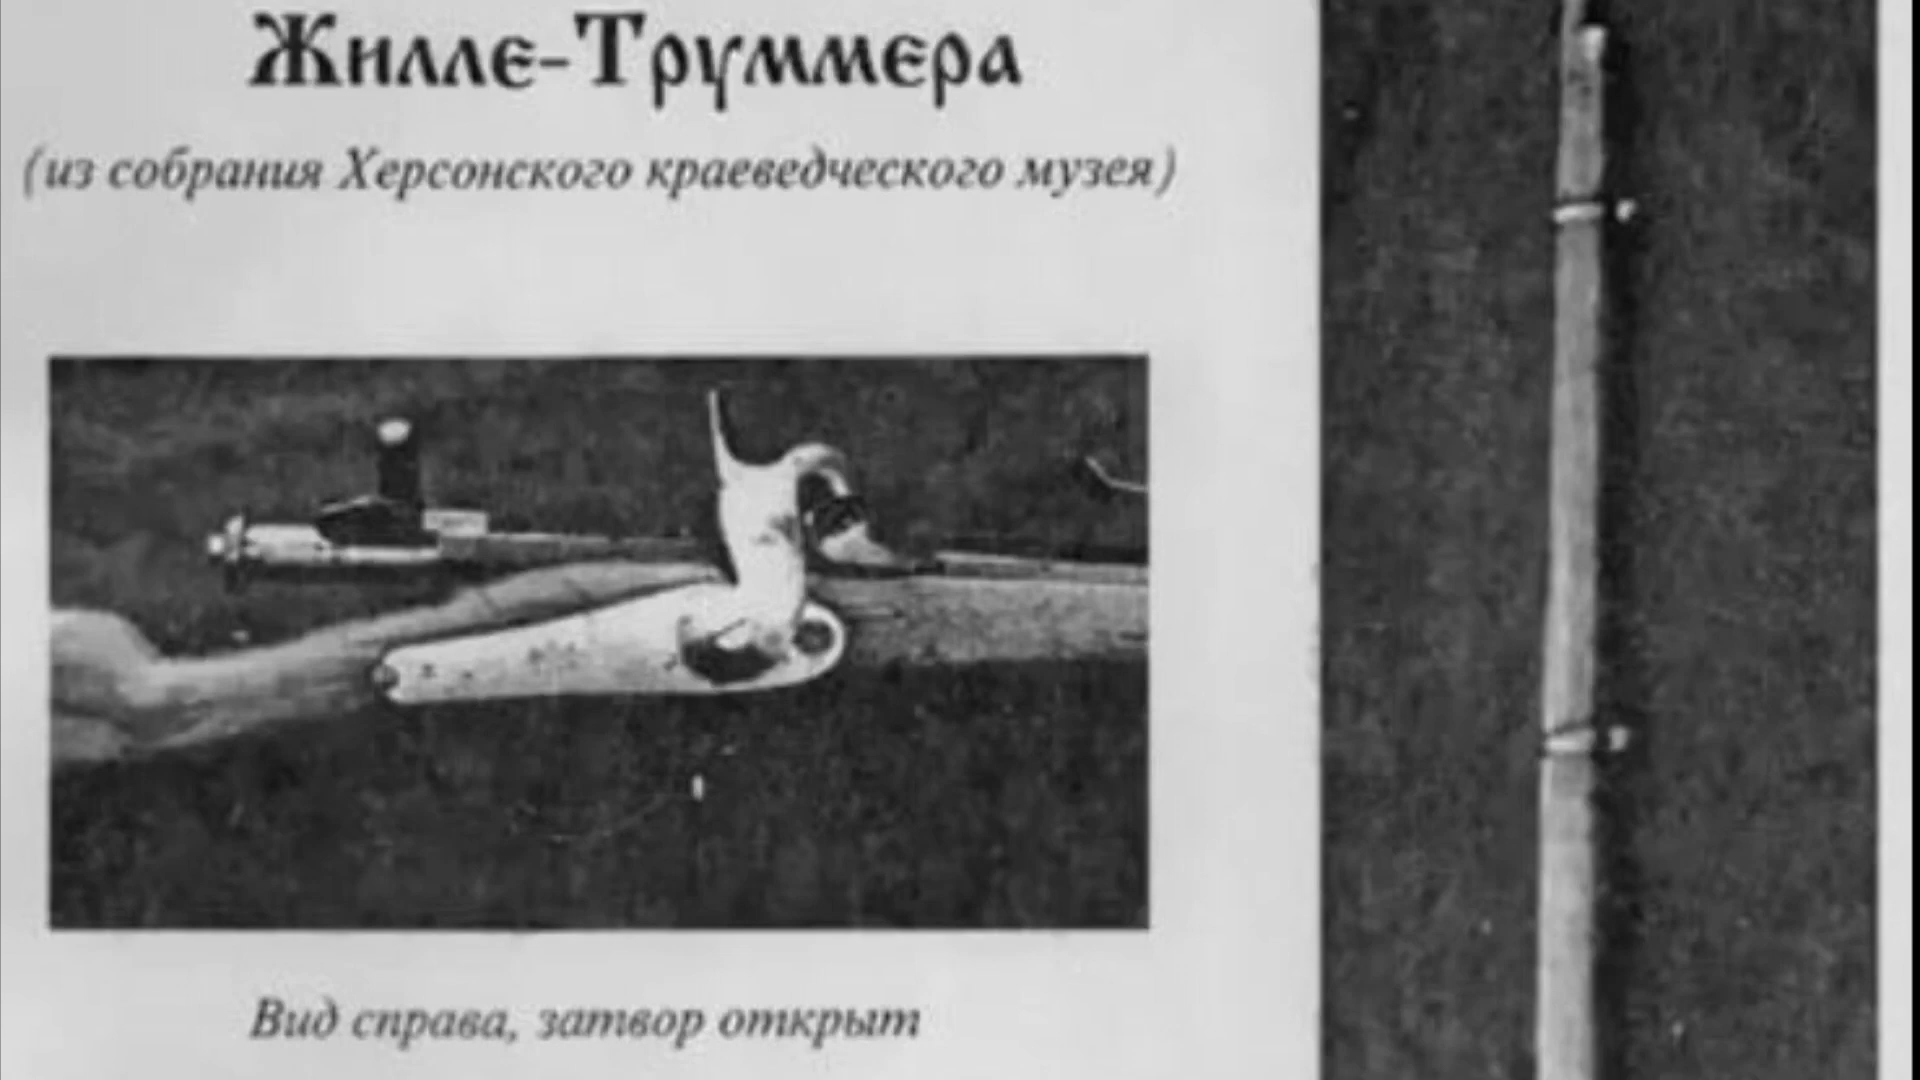 Жилле-Труммера
(из собрания Херсонского краеведческого музея)
Вид справа, затвор открыт